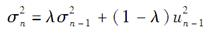 σ²ₙ = λσ²ₙ₋₁ + (1 − λ)u²ₙ₋₁